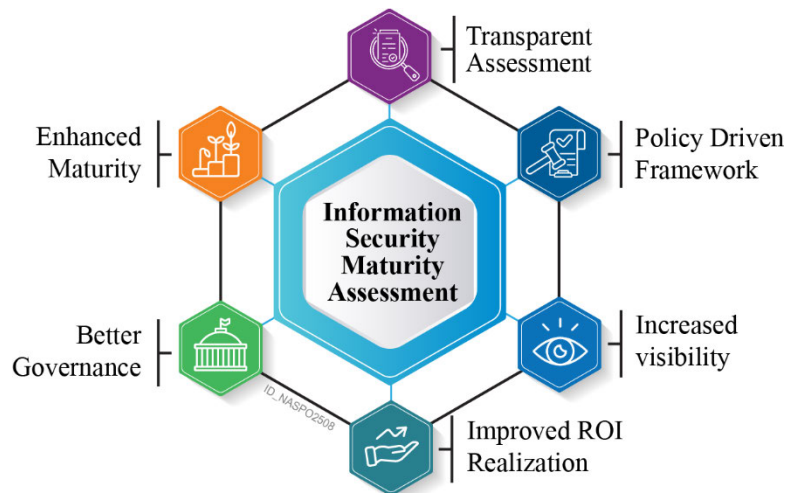 Transparent
Assessment
Enhanced
Maturity
Policy Driven
Framework
Information
Security
Maturity
Assessment
Better
Governance
Increased
visibility
ID_NASPO2508
Improved ROI
Realization